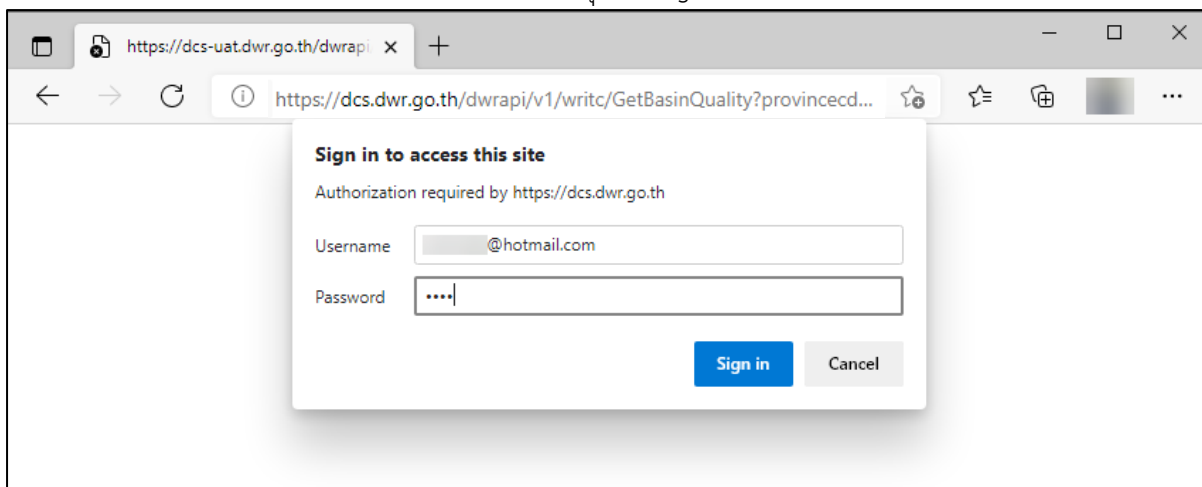 https://dcs-uat.dwr.go.th/dwrapi
https://dcs.dwr.go.th/dwrapi/v1/writc/GetBasinQuality?provincecd...
Sign in to access this site
Authorization required by https://dcs.dwr.go.th
Username
@hotmail.com
Password
Sign in
Cancel